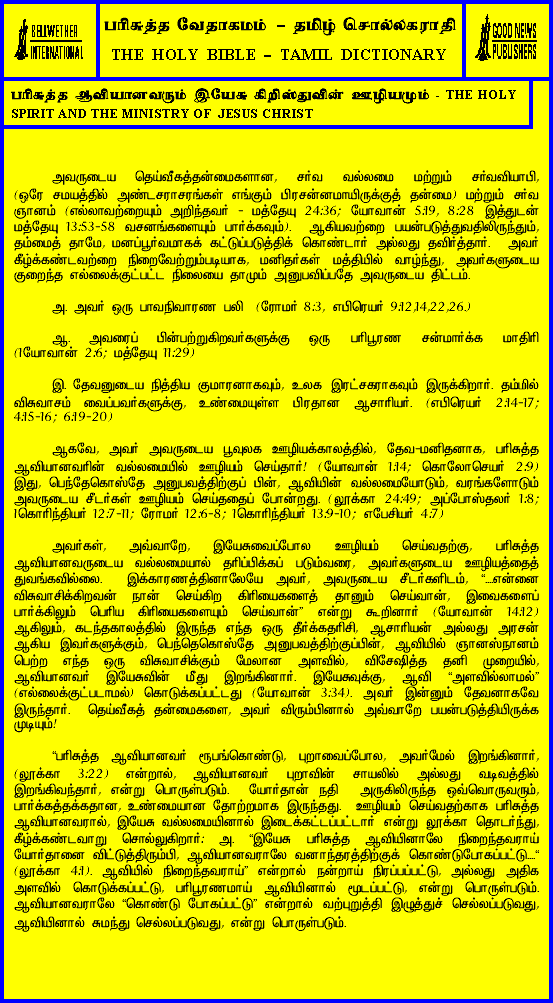 BELLWETHER
INTERNATIONAL
பரிசுத்த வேதாகமம் – தமிழ் சொல்லகராதி
THE HOLY BIBLE – TAMIL DICTIONARY
GOOD NEWS
PUBLISHERS
பரிசுத்த ஆவியானவரும் இயேசு கிறிஸ்துவின் ஊழியமும் - THE HOLY
SPIRIT AND THE MINISTRY OF JESUS CHRIST
அவருடைய தெய்வீகத்தன்மைகளான, சர்வ வல்லமை மற்றும் சர்வவியாபி,
(ஒரே சமயத்தில் அண்டசராசரங்கள் எங்கும் பிரசன்னமாயிருக்குத் தன்மை) மற்றும் சர்வ
ஞானம் (எல்லாவற்றையும் அறிந்தவர் - மத்தேயு 24:36; யோவான் 5:19, 8:28 இத்துடன்
மத்தேயு 13:53-58 வசனங்களையும் பார்க்கவும்). ஆகியவற்றை பயன்படுத்துவதிலிருந்தும்,
தம்மைத் தாமே, மனப்பூர்வமாகக் கட்டுப்படுத்திக் கொண்டார் அல்லது தவிர்த்தார். அவர்
கீழ்க்கண்டவற்றை நிறைவேற்றும்படியாக, மனிதர்கள் மத்தியில் வாழ்ந்து, அவர்களுடைய
குறைந்த எல்லைக்குட்பட்ட நிலையை தாமும் அனுபவிப்பதே அவருடைய திட்டம்.
அ. அவர் ஒரு பாவநிவாரண பலி (ரோமர் 8:3, எபிரெயர் 9:12,14,22,26.)
ஆ. அவரைப் பின்பற்றுகிறவர்களுக்கு ஒரு பரிபூரண சன்மார்க்க மாதிரி
(1யோவான் 2:6; மத்தேயு 11:29)
இ. தேவனுடைய நித்திய குமாரனாகவும், உலக இரட்சகராகவும் இருக்கிறார். தம்மில்
விசுவாசம் வைப்பவர்களுக்கு, உண்மையுள்ள பிரதான ஆசாரியர். (எபிரெயர் 2:14-17;
4:15-16; 6:19-20)
ஆகவே, அவர் அவருடைய பூவுலக ஊழியக்காலத்தில், தேவ-மனிதனாக, பரிசுத்த
ஆவியானவரின் வல்லமையில் ஊழியம் செய்தார்! (யோவான் 1:14; கொலோசெயர் 2:9)
இது, பெந்தேகொஸ்தே அனுபவத்திற்குப் பின், ஆவியின் வல்லமையோடும், வரங்களோடும்
அவருடைய சீடர்கள் ஊழியம் செய்ததைப் போன்றது. (லூக்கா 24:49; அப்போஸ்தலர் 1:8;
1கொரிந்தியர் 12:7-11; ரோமர் 12:6-8; 1கொரிந்தியர் 13:9-10; எபேசியர் 4:7)
அவர்கள், அவ்வாறே, இயேசுவைப்போல ஊழியம் செய்வதற்கு, பரிசுத்த
ஆவியானவருடைய வல்லமையால் தரிப்பிக்கப் படும்வரை, அவர்களுடைய ஊழியத்தைத்
துவங்கவில்லை. இக்காரணத்தினாலேயே அவர், அவருடைய சீடர்களிடம், “...என்னை
விசுவாசிக்கிறவன் நான் செய்கிற கிரியைகளைத் தானும் செய்வான், இவைகளைப்
பார்க்கிலும் பெரிய கிரியைகளையும் செய்வான்” என்று கூறினார் (யோவான் 14:12)
ஆகிலும், கடந்தகாலத்தில் இருந்த எந்த ஒரு தீர்க்கதரிசி, ஆசாரியன் அல்லது அரசன்
ஆகிய இவர்களுக்கும், பெந்தெகொஸ்தே அனுபவத்திற்குப்பின், ஆவியில் ஞானஸ்நானம்
பெற்ற எந்த ஒரு விசுவாசிக்கும் மேலான அளவில், விசேஷித்த தனி முறையில்,
ஆவியானவர் இயேசுவின் மீது இறங்கினார். இயேசுவுக்கு, ஆவி “அளவில்லாமல்”
(எல்லைக்குட்படாமல்) கொடுக்கப்பட்டது (யோவான் 3:34). அவர் இன்னும் தேவனாகவே
இருந்தார். தெய்வீகத் தன்மைகளை, அவர் விரும்பினால் அவ்வாறே பயன்படுத்தியிருக்க
முடியும்!
“பரிசுத்த ஆவியானவர் ரூபங்கொண்டு, புறாவைப்போல, அவர்மேல் இறங்கினார்,
(லூக்கா 3:22) என்றால், ஆவியானவர் புறாவின் சாயலில் அல்லது வடிவத்தில்
இறங்கிவந்தார், என்று பொருள்படும். யோர்தான் நதி அருகிலிருந்த ஒவ்வொருவரும்,
பார்க்கத்தக்கதான, உண்மையான தோற்றமாக இருந்தது. ஊழியம் செய்வதற்காக பரிசுத்த
ஆவியானவரால், இயேசு வல்லமையினால் இடைக்கட்டப்பட்டார் என்று லூக்கா தொடர்ந்து,
கீழ்க்கண்டவாறு சொல்லுகிறார்: அ. “இயேசு பரிசுத்த ஆவியினாலே நிறைந்தவராய்
யோர்தானை விட்டுத்திரும்பி, ஆவியானவராலே வனாந்தரத்திற்குக் கொண்டுபோகப்பட்டு...“
(லூக்கா 4:1). ஆவியில் நிறைந்தவராய்” என்றால் நன்றாய் நிரப்பப்பட்டு, அல்லது அதிக
அளவில் கொடுக்கப்பட்டு, பரிபூரணமாய் ஆவியினால் மூடப்பட்டு, என்று பொருள்படும்.
ஆவியானவராலே “கொண்டு போகப்பட்டு” என்றால் வற்புறுத்தி இழுத்துச் செல்லப்படுவது,
ஆவியினால் சுமந்து செல்லப்படுவது, என்று பொருள்படும்.